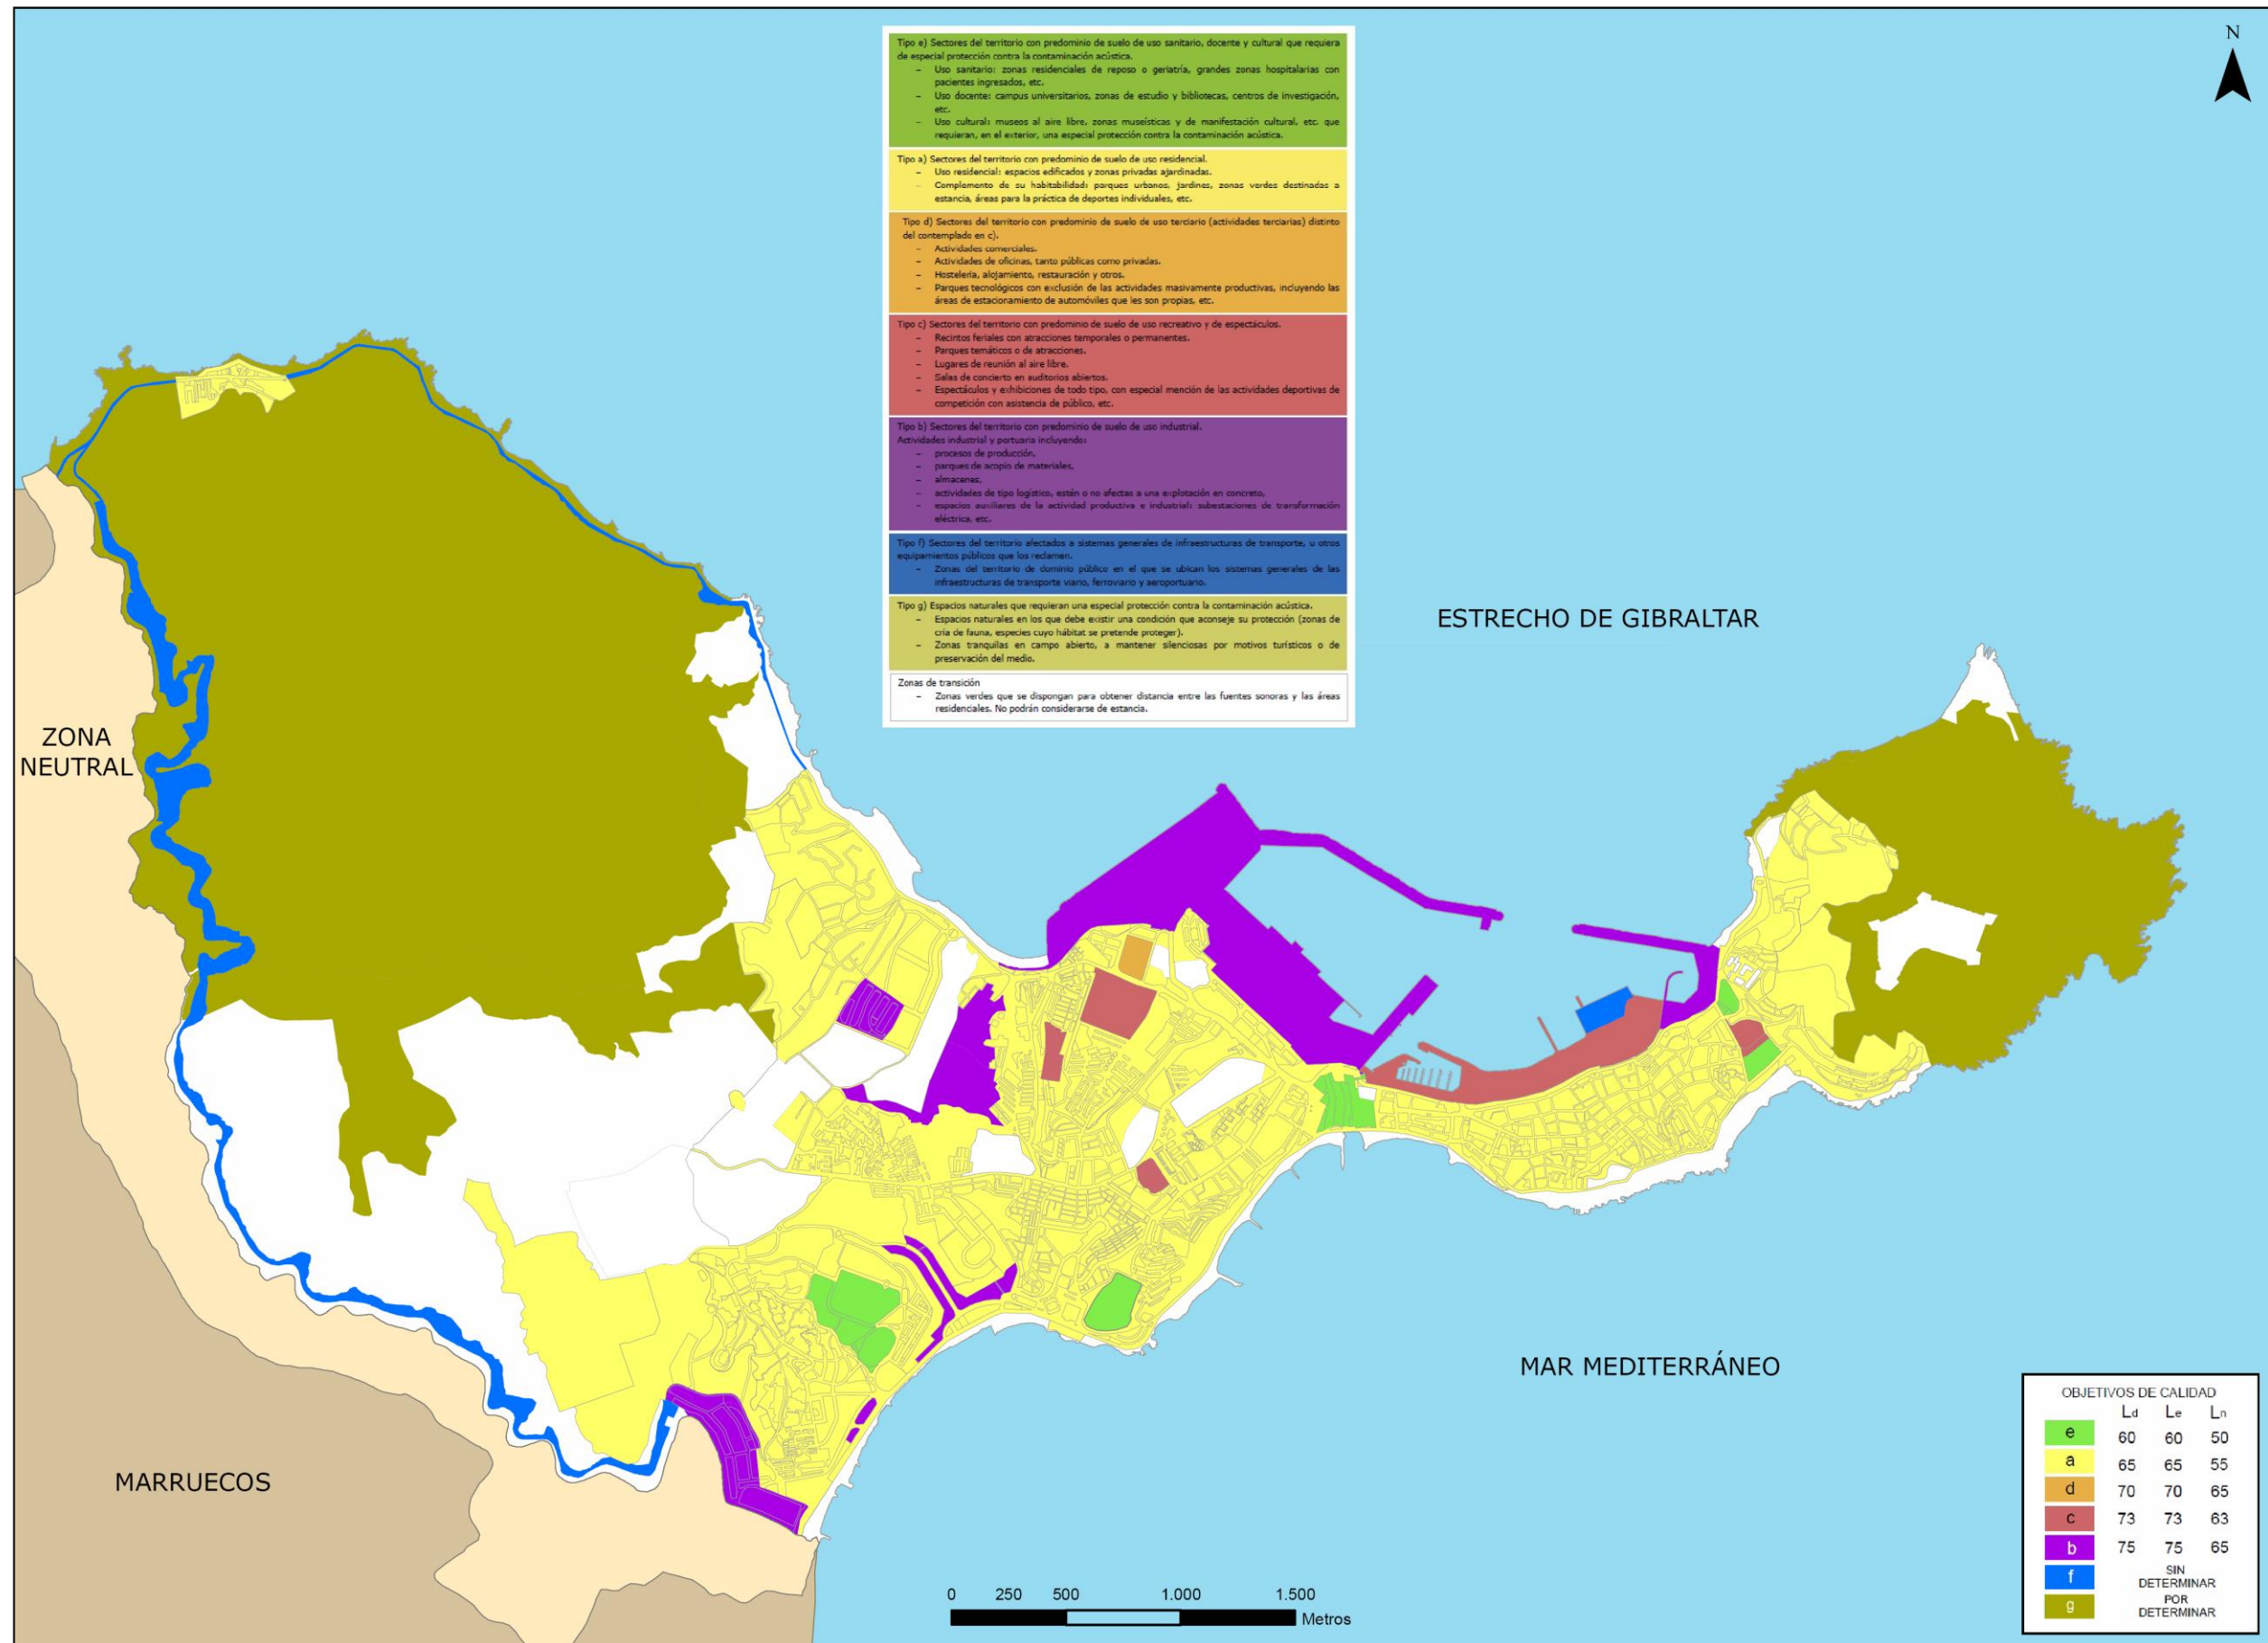 N
Tipo e) Sectores del territorio con predominio de suelo de uso sanitario, docente y cultural que requiera
de especial protección contra la contaminación acústica.
- Uso sanitario: zonas residenciales de reposo o geriatría, grandes zonas hospitalarias con
pacientes ingresados, etc.
- Uso docente: campus universitarios, zonas de estudio y bibliotecas, centros de investigación,
etc.
- Uso cultural: museos al aire libre, zonas museísticas y de manifestación cultural, etc. que
requieran, en el exterior, una especial protección contra la contaminación acústica.
Tipo a) Sectores del territorio con predominio de suelo de uso residencial.
- Uso residencial: espacios edificados y zonas privadas ajardinadas.
- Complemento de su habitabilidad: parques urbanos, jardines, zonas verdes destinadas a
estancia, áreas para la práctica de deportes individuales, etc.
Tipo d) Sectores del territorio con predominio de suelo de uso terciario (actividades terciarias) distinto
del contemplado en c).
- Actividades comerciales.
- Actividades de oficinas, tanto públicas como privadas.
- Hostelería, alojamiento, restauración y otros.
- Parques tecnológicos con exclusión de las actividades masivamente productivas, incluyendo las
áreas de estacionamiento de automóviles que les son propias, etc.
Tipo c) Sectores del territorio con predominio de suelo de uso recreativo y de espectáculos.
- Recintos feriales con atracciones temporales o permanentes.
- Parques temáticos o de atracciones.
- Lugares de reunión al aire libre.
- Salas de concierto en auditorios abiertos.
- Espectáculos y exhibiciones de todo tipo, con especial mención de las actividades deportivas de
competición con asistencia de público, etc.
Tipo b) Sectores del territorio con predominio de suelo de uso industrial.
Actividades industrial y portuaria incluyendo:
- procesos de producción,
- parques de acopio de materiales,
- almacenes,
- actividades de tipo logístico, estén o no afectas a una explotación en concreto,
- espacios auxiliares de la actividad productiva e industrial: subestaciones de transformación
eléctrica, etc.
Tipo f) Sectores del territorio afectados a sistemas generales de infraestructuras de transporte, u otros
equipamientos públicos que los reclamen.
- Zonas del territorio de dominio público en el que se ubican los sistemas generales de las
infraestructuras de transporte viario, ferroviario y aeroportuario.
Tipo g) Espacios naturales que requieran una especial protección contra la contaminación acústica.
- Espacios naturales en los que debe existir una condición que aconseje su protección (zonas de
cría de fauna, especies cuyo hábitat se pretende proteger).
- Zonas tranquilas en campo abierto, a mantener silenciosas por motivos turísticos o de
preservación del medio.
Zonas de transición
- Zonas verdes que se dispongan para obtener distancia entre las fuentes sonoras y las áreas
residenciales. No podrán considerarse de estancia.
ESTRECHO DE GIBRALTAR
ZONA
NEUTRAL
MAR MEDITERRÁNEO
MARRUECOS
OBJETIVOS DE CALIDAD
Ld Le Ln
e 60 60 50
a 65 65 55
d 70 70 65
c 73 73 63
b 75 75 65
f SIN
DETERMINAR
g POR
DETERMINAR
0 250 500 1.000 1.500
Metros